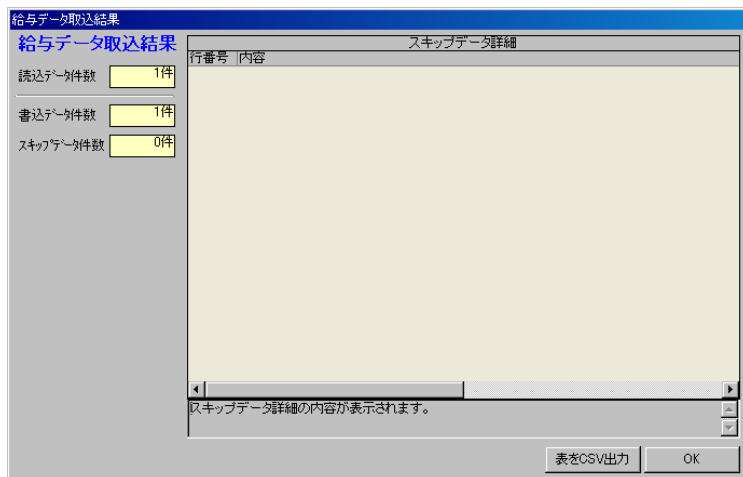 給与データ取込結果
給与データ取込結果
読込ﾃﾞｰﾀ件数 1件
書込ﾃﾞｰﾀ件数 1件
ｽｷｯﾌﾟﾃﾞｰﾀ件数 0件
スキップデータ詳細
行番号 内容
スキップデータ詳細の内容が表示されます。
表をCSV出力 OK